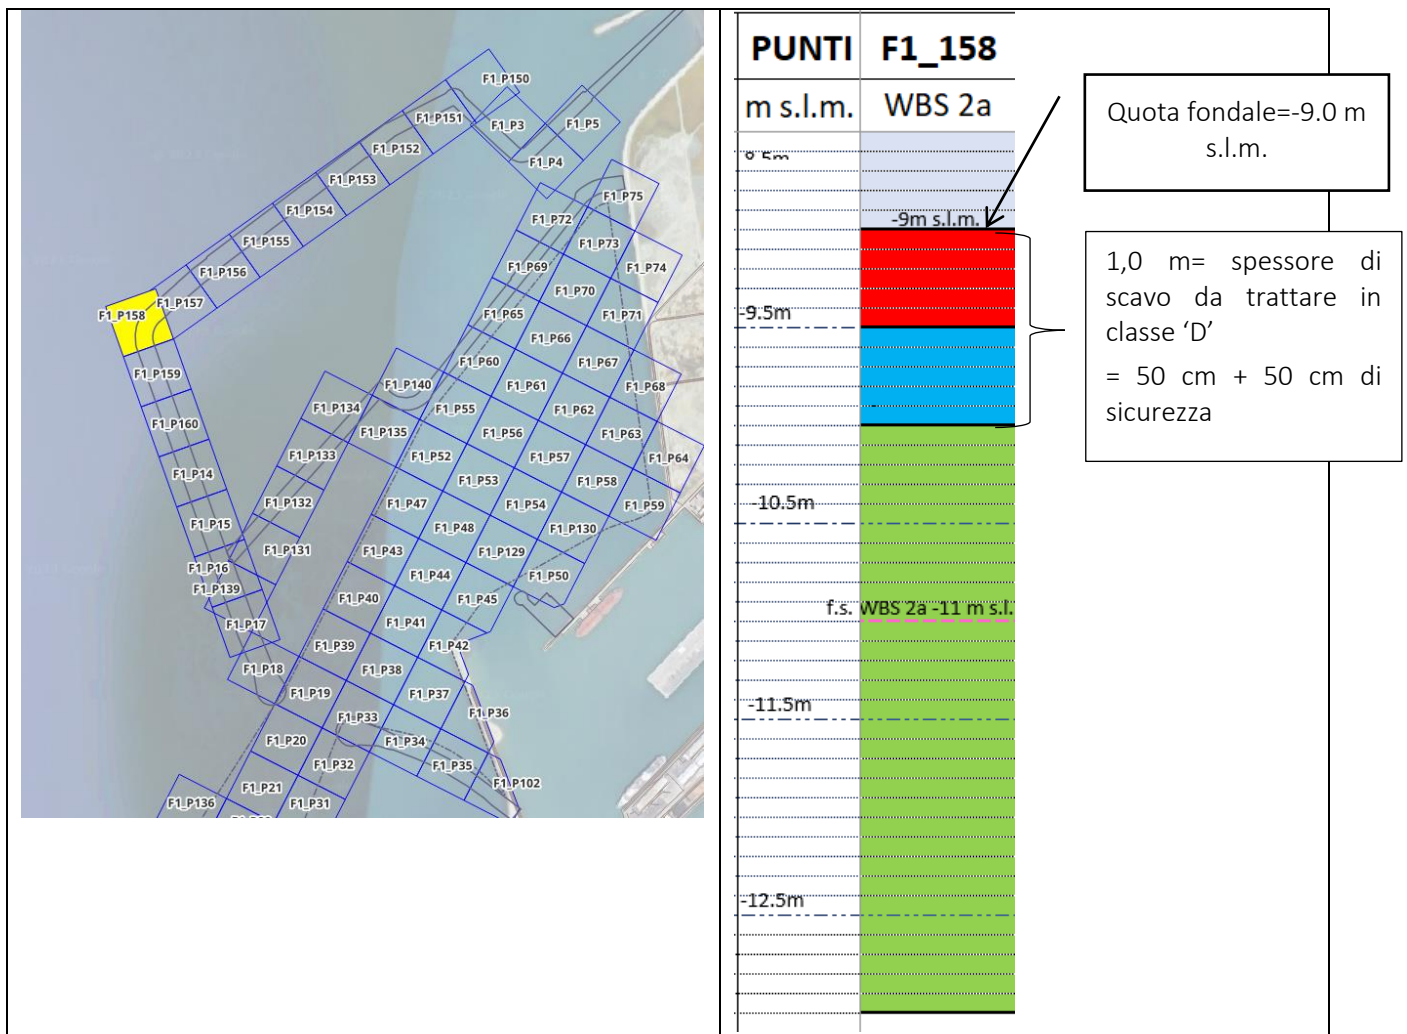 F1_P150
F1_P151
F1_P3
F1_P5
F1_P152
F1_P4
F1_P153
F1_P75
F1_P154
F1_P72
F1_P155
F1_P73
F1_P156
F1_P69
F1_P74
F1_P70
F1_P157
F1_P158
F1_P65
F1_P71
F1_P66
F1_P60
F1_P67
F1_P159
F1_P140
F1_P61
F1_P68
F1_P134
F1_P55
F1_P62
F1_P160
F1_P135
F1_P56
F1_P63
F1_P133
F1_P52
F1_P57
F1_P64
F1_P14
F1_P53
F1_P58
F1_P132
F1_P47
F1_P54
F1_P59
F1_P15
F1_P48
F1_P130
F1_P131
F1_P43
F1_P129
F1_P16
F1_P44
F1_P50
F1_P139
F1_P40
F1_P45
F1_P17
F1_P41
F1_P39
F1_P42
F1_P18
F1_P38
F1_P19
F1_P37
F1_P33
F1_P36
F1_P20
F1_P34
F1_P32
F1_P35
F1_P21
F1_P102
F1_P136
F1_P31
PUNTI F1_158
m s.l.m. WBS 2a
-9m s.l.m.
-9.5m
-10.5m
f.s. WBS 2a -11 m s.l.
-11.5m
-12.5m
Quota fondale=-9.0 m
s.l.m.
1,0 m= spessore di
scavo da trattare in
classe ‘D’
= 50 cm + 50 cm di
sicurezza